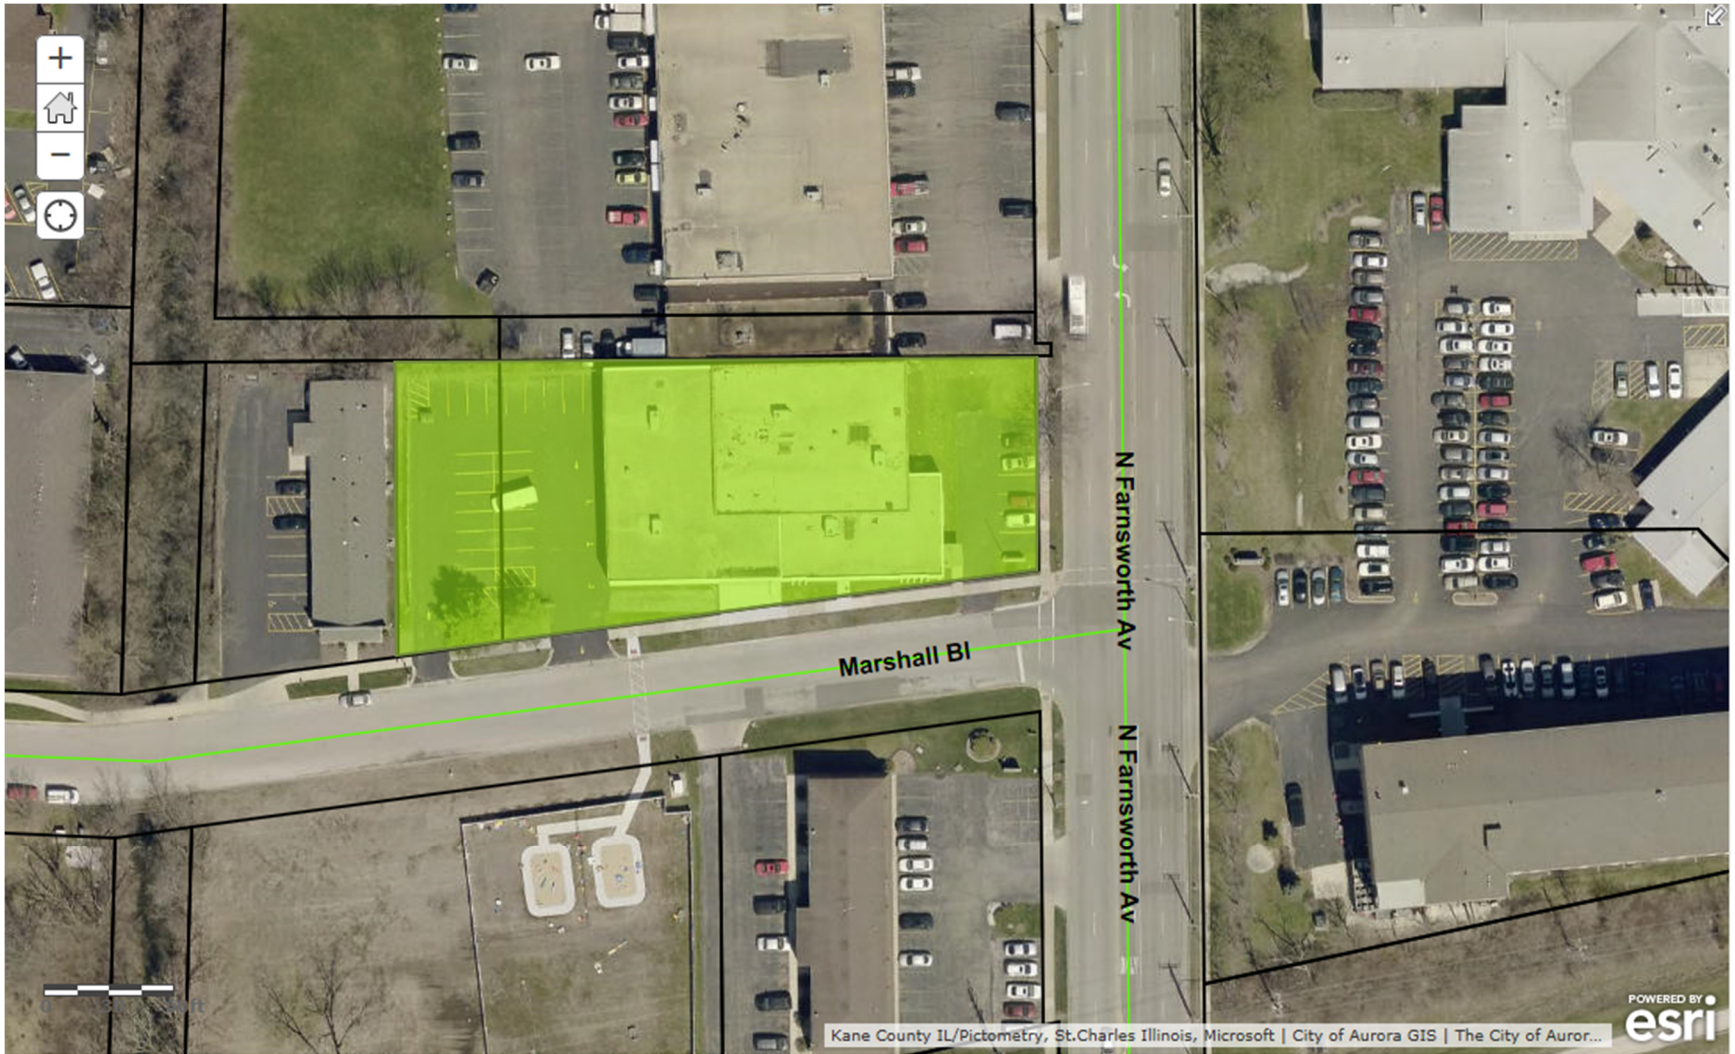 +
−
N Farnsworth Av
Marshall Bl
N Farnsworth Av
POWERED BY
esri
Kane County IL/Pictometry, St.Charles Illinois, Microsoft | City of Aurora GIS | The City of Auror...